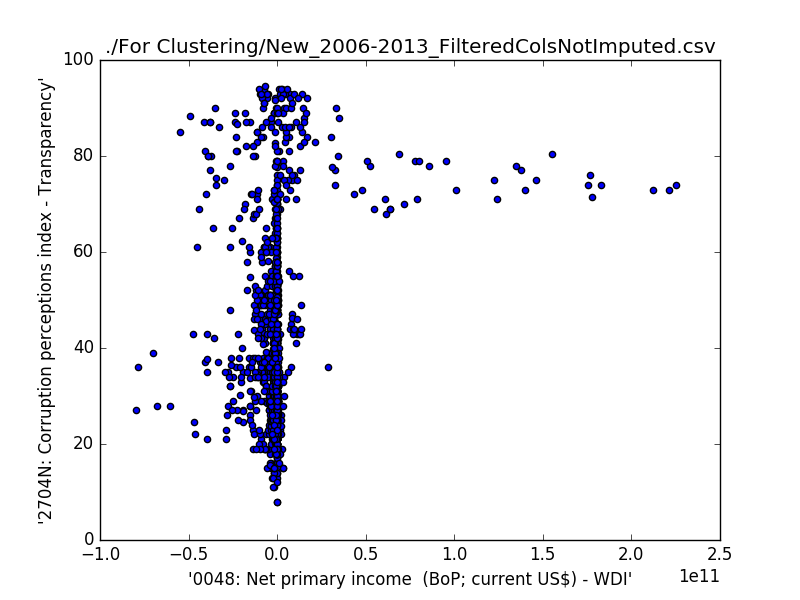 ./For Clustering/New_2006-2013_FilteredColsNotImputed.csv
'2704N: Corruption perceptions index - Transparency'
100
80
60
40
20
0
−1.0 −0.5 0.0 0.5 1.0 1.5 2.0 2.5
1e11
'0048: Net primary income  (BoP; current US$) - WDI'